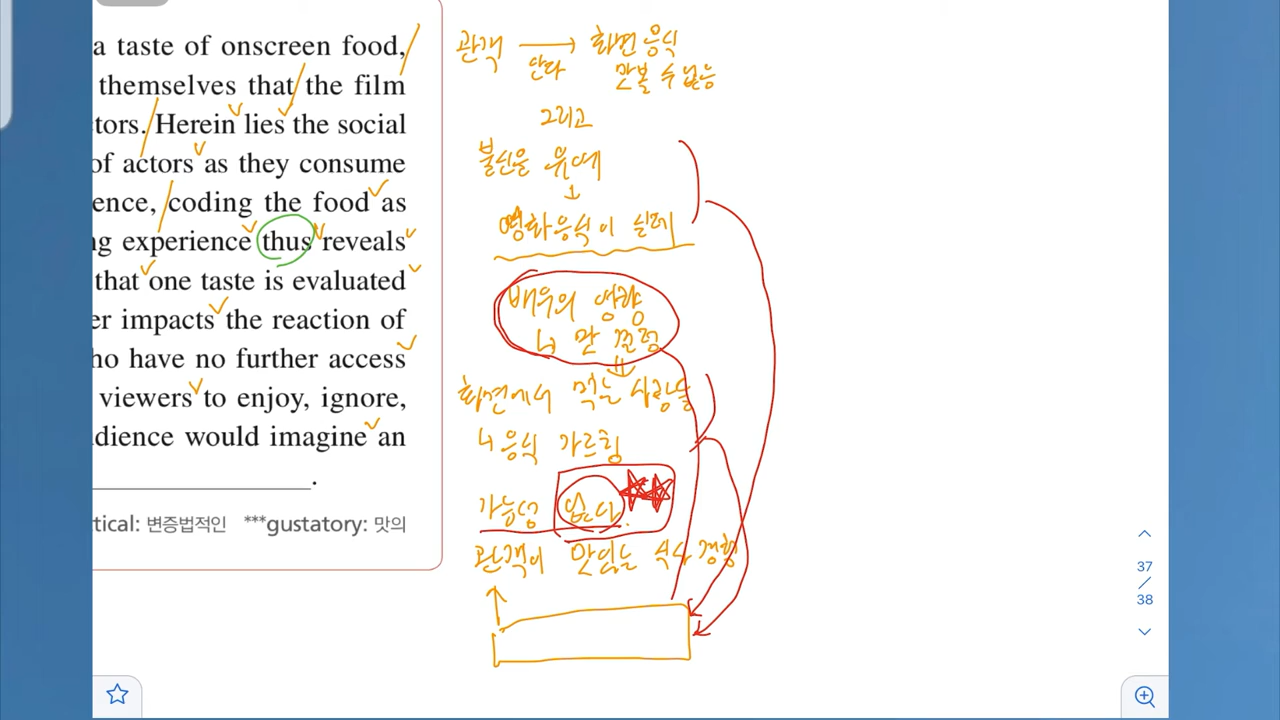 a taste of onscreen food,
themselves that the film
ctors. Herein lies the social
of actors as they consume
ence, coding the food as
ng experience thus reveals
that one taste is evaluated
er impacts the reaction of
ho have no further access
viewers to enjoy, ignore,
dience would imagine an
.
rtical: 변증법적인 ***gustatory: 맛의
관객 → 화면 음식
안다 맛볼 수 없음
그리고
불신을 유예
↓
영화음식이 실제
배우의 영향
↳ 맛 경험
↓
화면에서 먹는 사람들
↳ 음식 가르침
가능성 없다
관객이 맛있는 식사 경험
37
38